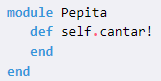 module Pepita
   def self.cantar!
   end
end